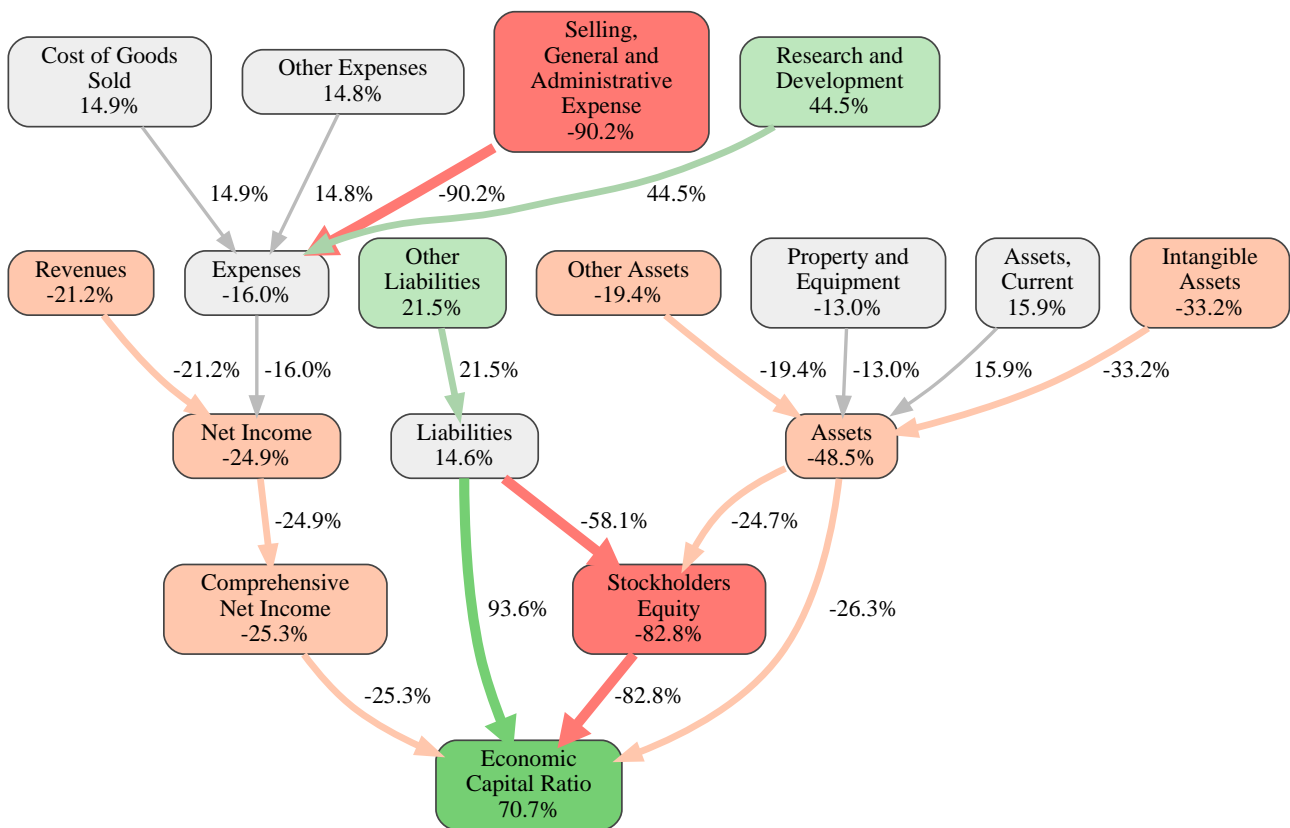 Cost of Goods
Sold
14.9%
Other Expenses
14.8%
Selling,
General and
Administrative
Expense
-90.2%
Research and
Development
44.5%
14.9%
14.8%
-90.2%
44.5%
Revenues
-21.2%
Expenses
-16.0%
Other
Liabilities
21.5%
Other Assets
-19.4%
Property and
Equipment
-13.0%
Assets,
Current
15.9%
Intangible
Assets
-33.2%
-21.2%
-16.0%
21.5%
-19.4%
-13.0%
15.9%
-33.2%
Net Income
-24.9%
Liabilities
14.6%
Assets
-48.5%
-24.9%
-58.1%
-24.7%
Comprehensive
Net Income
-25.3%
93.6%
Stockholders
Equity
-82.8%
-26.3%
-25.3%
-82.8%
Economic
Capital Ratio
70.7%